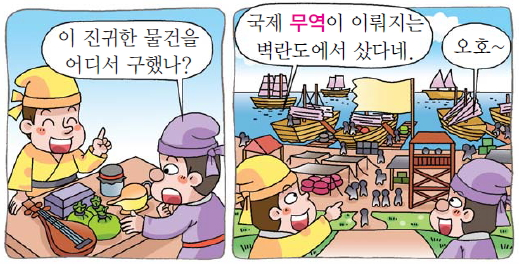 이 진귀한 물건을
어디서 구했나?
국제 무역이 이뤄지는
벽란도에서 샀다네.
오호~